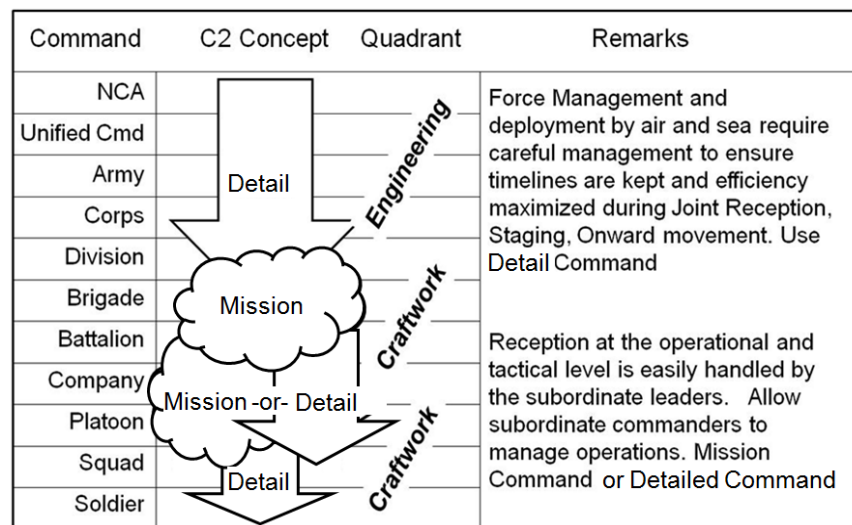 Command C2 Concept Quadrant Remarks
NCA
Unified Cmd
Army
Corps
Division
Brigade
Battalion
Company
Platoon
Squad
Soldier
Detail
Mission
Mission -or- Detail
Detail
Engineering
Craftwork
Craftwork
Force Management and
deployment by air and sea require
careful management to ensure
timelines are kept and efficiency
maximized during Joint Reception,
Staging, Onward movement. Use
Detail Command
Reception at the operational and
tactical level is easily handled by
the subordinate leaders. Allow
subordinate commanders to
manage operations. Mission
Command or Detailed Command